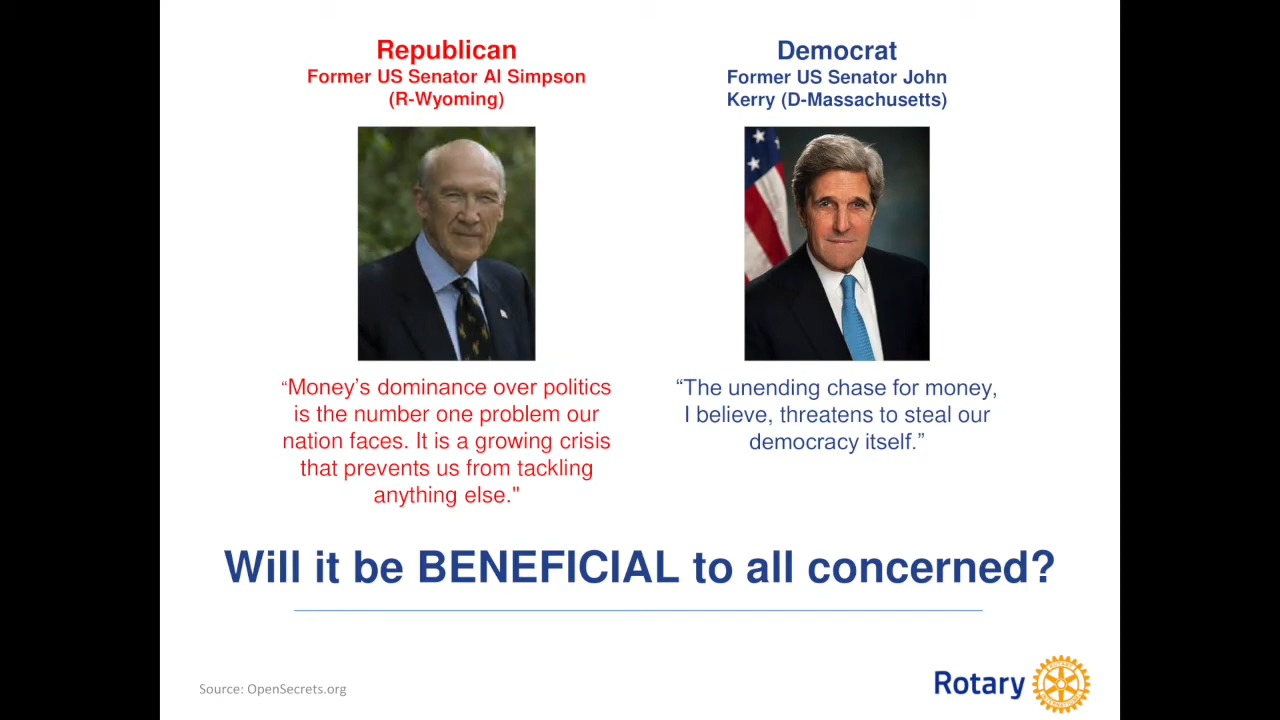 Republican
Former US Senator Al Simpson
(R-Wyoming)
Democrat
Former US Senator John
Kerry (D-Massachusetts)
“Money’s dominance over politics
is the number one problem our
nation faces. It is a growing crisis
that prevents us from tackling
anything else."
“The unending chase for money,
I believe, threatens to steal our
democracy itself.”
Will it be BENEFICIAL to all concerned?
Source: OpenSecrets.org
Rotary
ROTARY
INTERNATIONAL